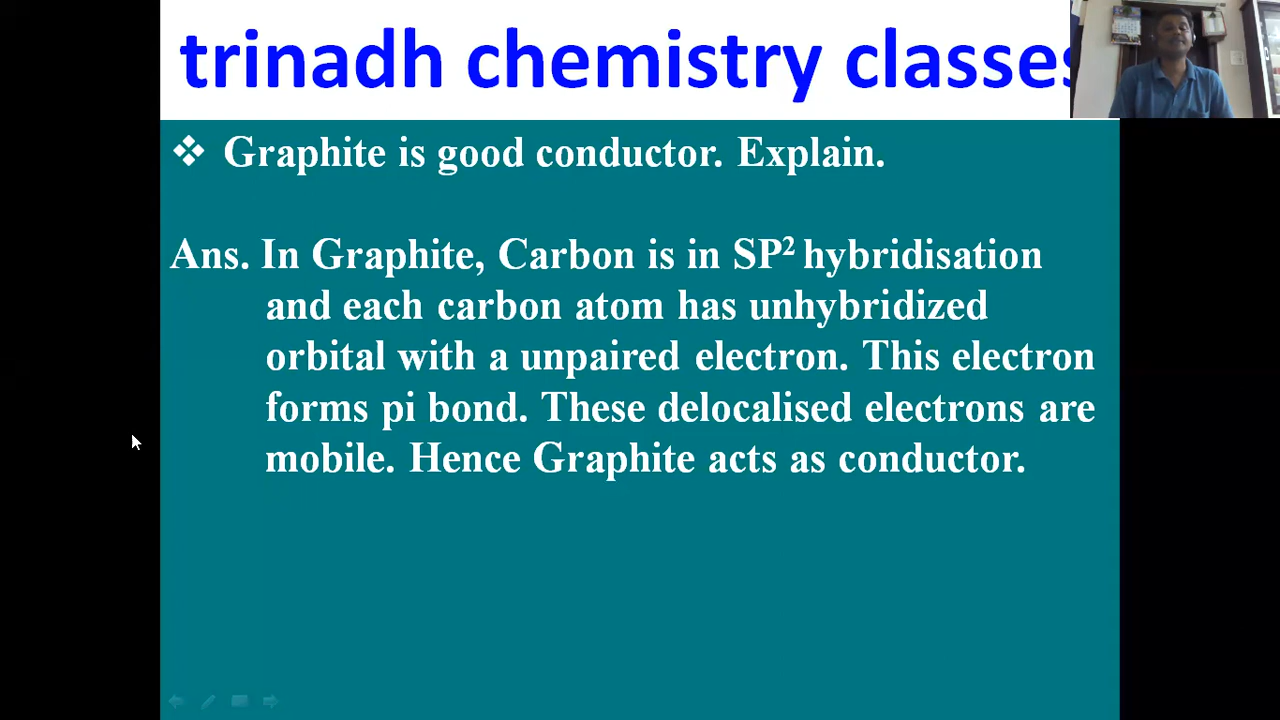 trinadh chemistry classes
❖ Graphite is good conductor. Explain.
Ans. In Graphite, Carbon is in SP² hybridisation
and each carbon atom has unhybridized
orbital with a unpaired electron. This electron
forms pi bond. These delocalised electrons are
mobile. Hence Graphite acts as conductor.